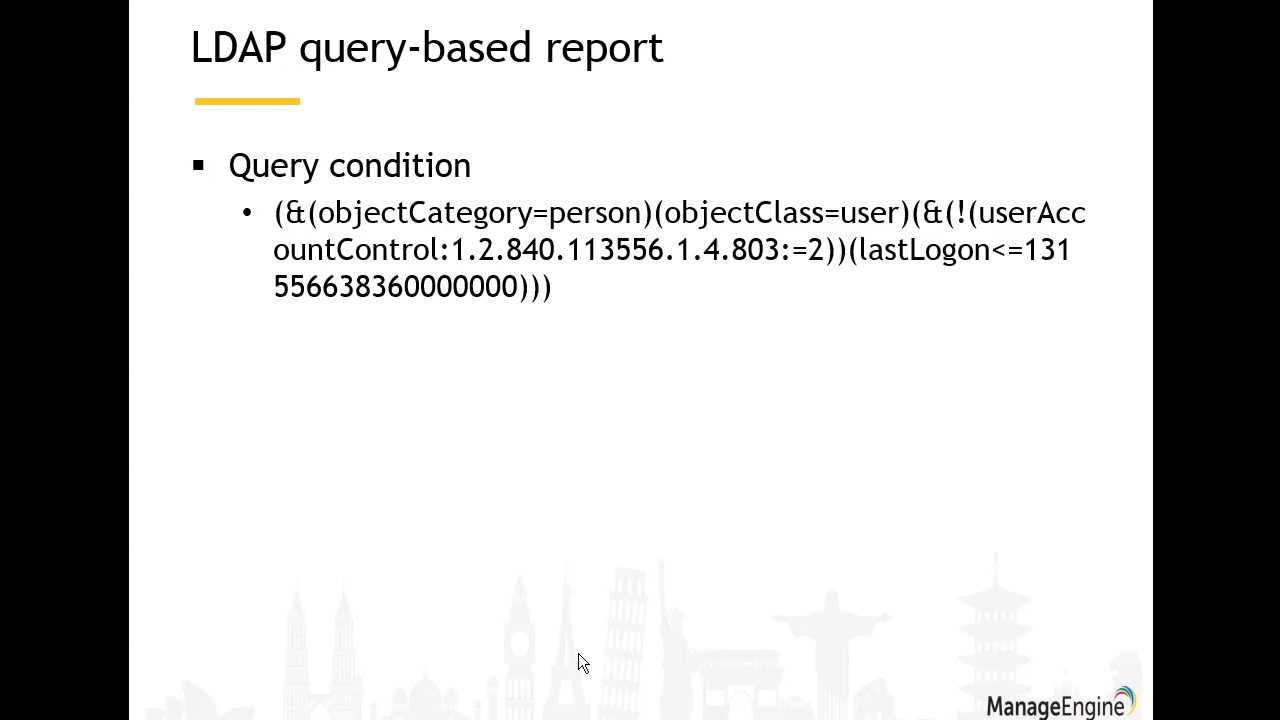 LDAP query-based report
▪ Query condition
• (&(objectCategory=person)(objectClass=user)(&(!(userAcc
ountControl:1.2.840.113556.1.4.803:=2))(lastLogon<=131
556638360000000)))
ManageEngine